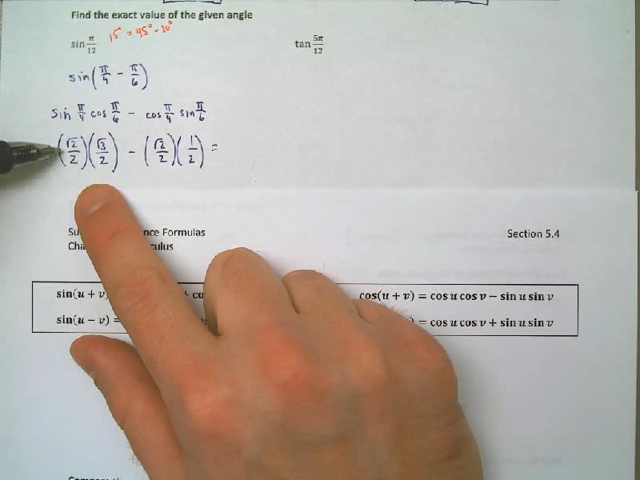 Find the exact value of the given angle
sin π/12
15° = 45° - 30°
tan 5π/12
sin(π/4 - π/6)
sin π/4 cos π/6 - cos π/4 sin π/6
(√2/2)(√3/2) - (√2/2)(1/2) =
Formulas
Section 5.4
sin(u + v)
cos(u + v) = cos u cos v − sin u sin v
sin(u − v) =
= cos u cos v + sin u sin v